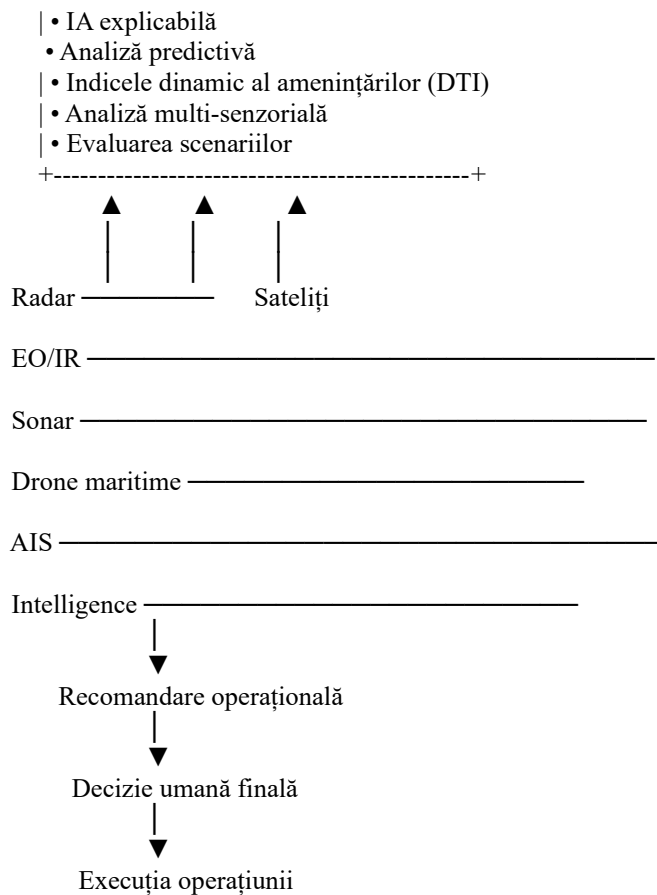 | • IA explicabilă
• Analiză predictivă
| • Indicele dinamic al amenințărilor (DTI)
| • Analiză multi-senzorială
| • Evaluarea scenariilor
+-----------------------------------------------+
▲ ▲ ▲
│ │ │
│ │ │
Radar ─────── Sateliți
EO/IR ──────────────────────────────
Sonar ──────────────────────────────
Drone maritime ─────────────────────
AIS ────────────────────────────────
Intelligence ───────────────────────
│
▼
Recomandare operațională
│
▼
Decizie umană finală
│
▼
Execuția operațiunii